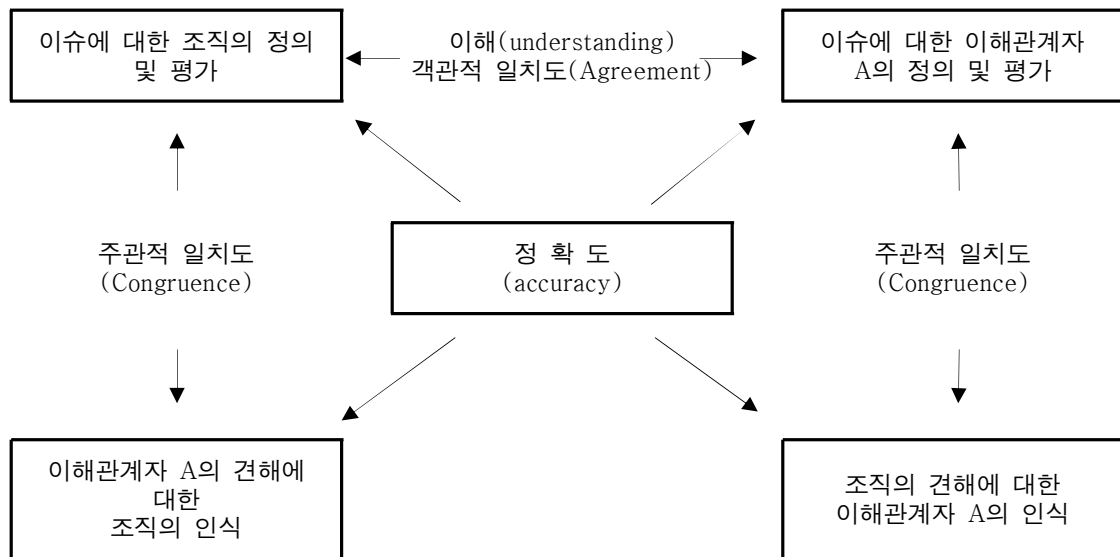 이슈에 대한 조직의 정의
및 평가
이해(understanding)
객관적 일치도(Agreement)
이슈에 대한 이해관계자
A의 정의 및 평가
주관적 일치도
(Congruence)
정 확 도
(accuracy)
주관적 일치도
(Congruence)
이해관계자 A의 견해에
대한
조직의 인식
조직의 견해에 대한
이해관계자 A의 인식